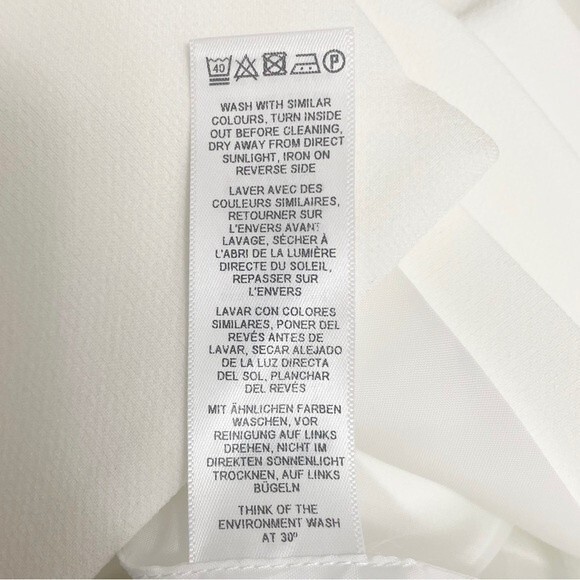 40 P
WASH WITH SIMILAR
COLOURS, TURN INSIDE
OUT BEFORE CLEANING,
DRY AWAY FROM DIRECT
SUNLIGHT, IRON ON
REVERSE SIDE
LAVER AVEC DES
COULEURS SIMILAIRES,
RETOURNER SUR
L'ENVERS AVANT
LAVAGE, SÉCHER À
L'ABRI DE LA LUMIÈRE
DIRECTE DU SOLEIL,
REPASSER SUR
L'ENVERS
LAVAR CON COLORES
SIMILARES, PONER DEL
REVÉS ANTES DE
LAVAR, SECAR ALEJADO
DE LA LUZ DIRECTA
DEL SOL, PLANCHAR
DEL REVÉS
MIT ÄHNLICHEN FARBEN
WASCHEN, VOR
REINIGUNG AUF LINKS
DREHEN, NICHT IM
DIREKTEN SONNENLICHT
TROCKNEN, AUF LINKS
BÜGELN
THINK OF THE
ENVIRONMENT WASH
AT 30°